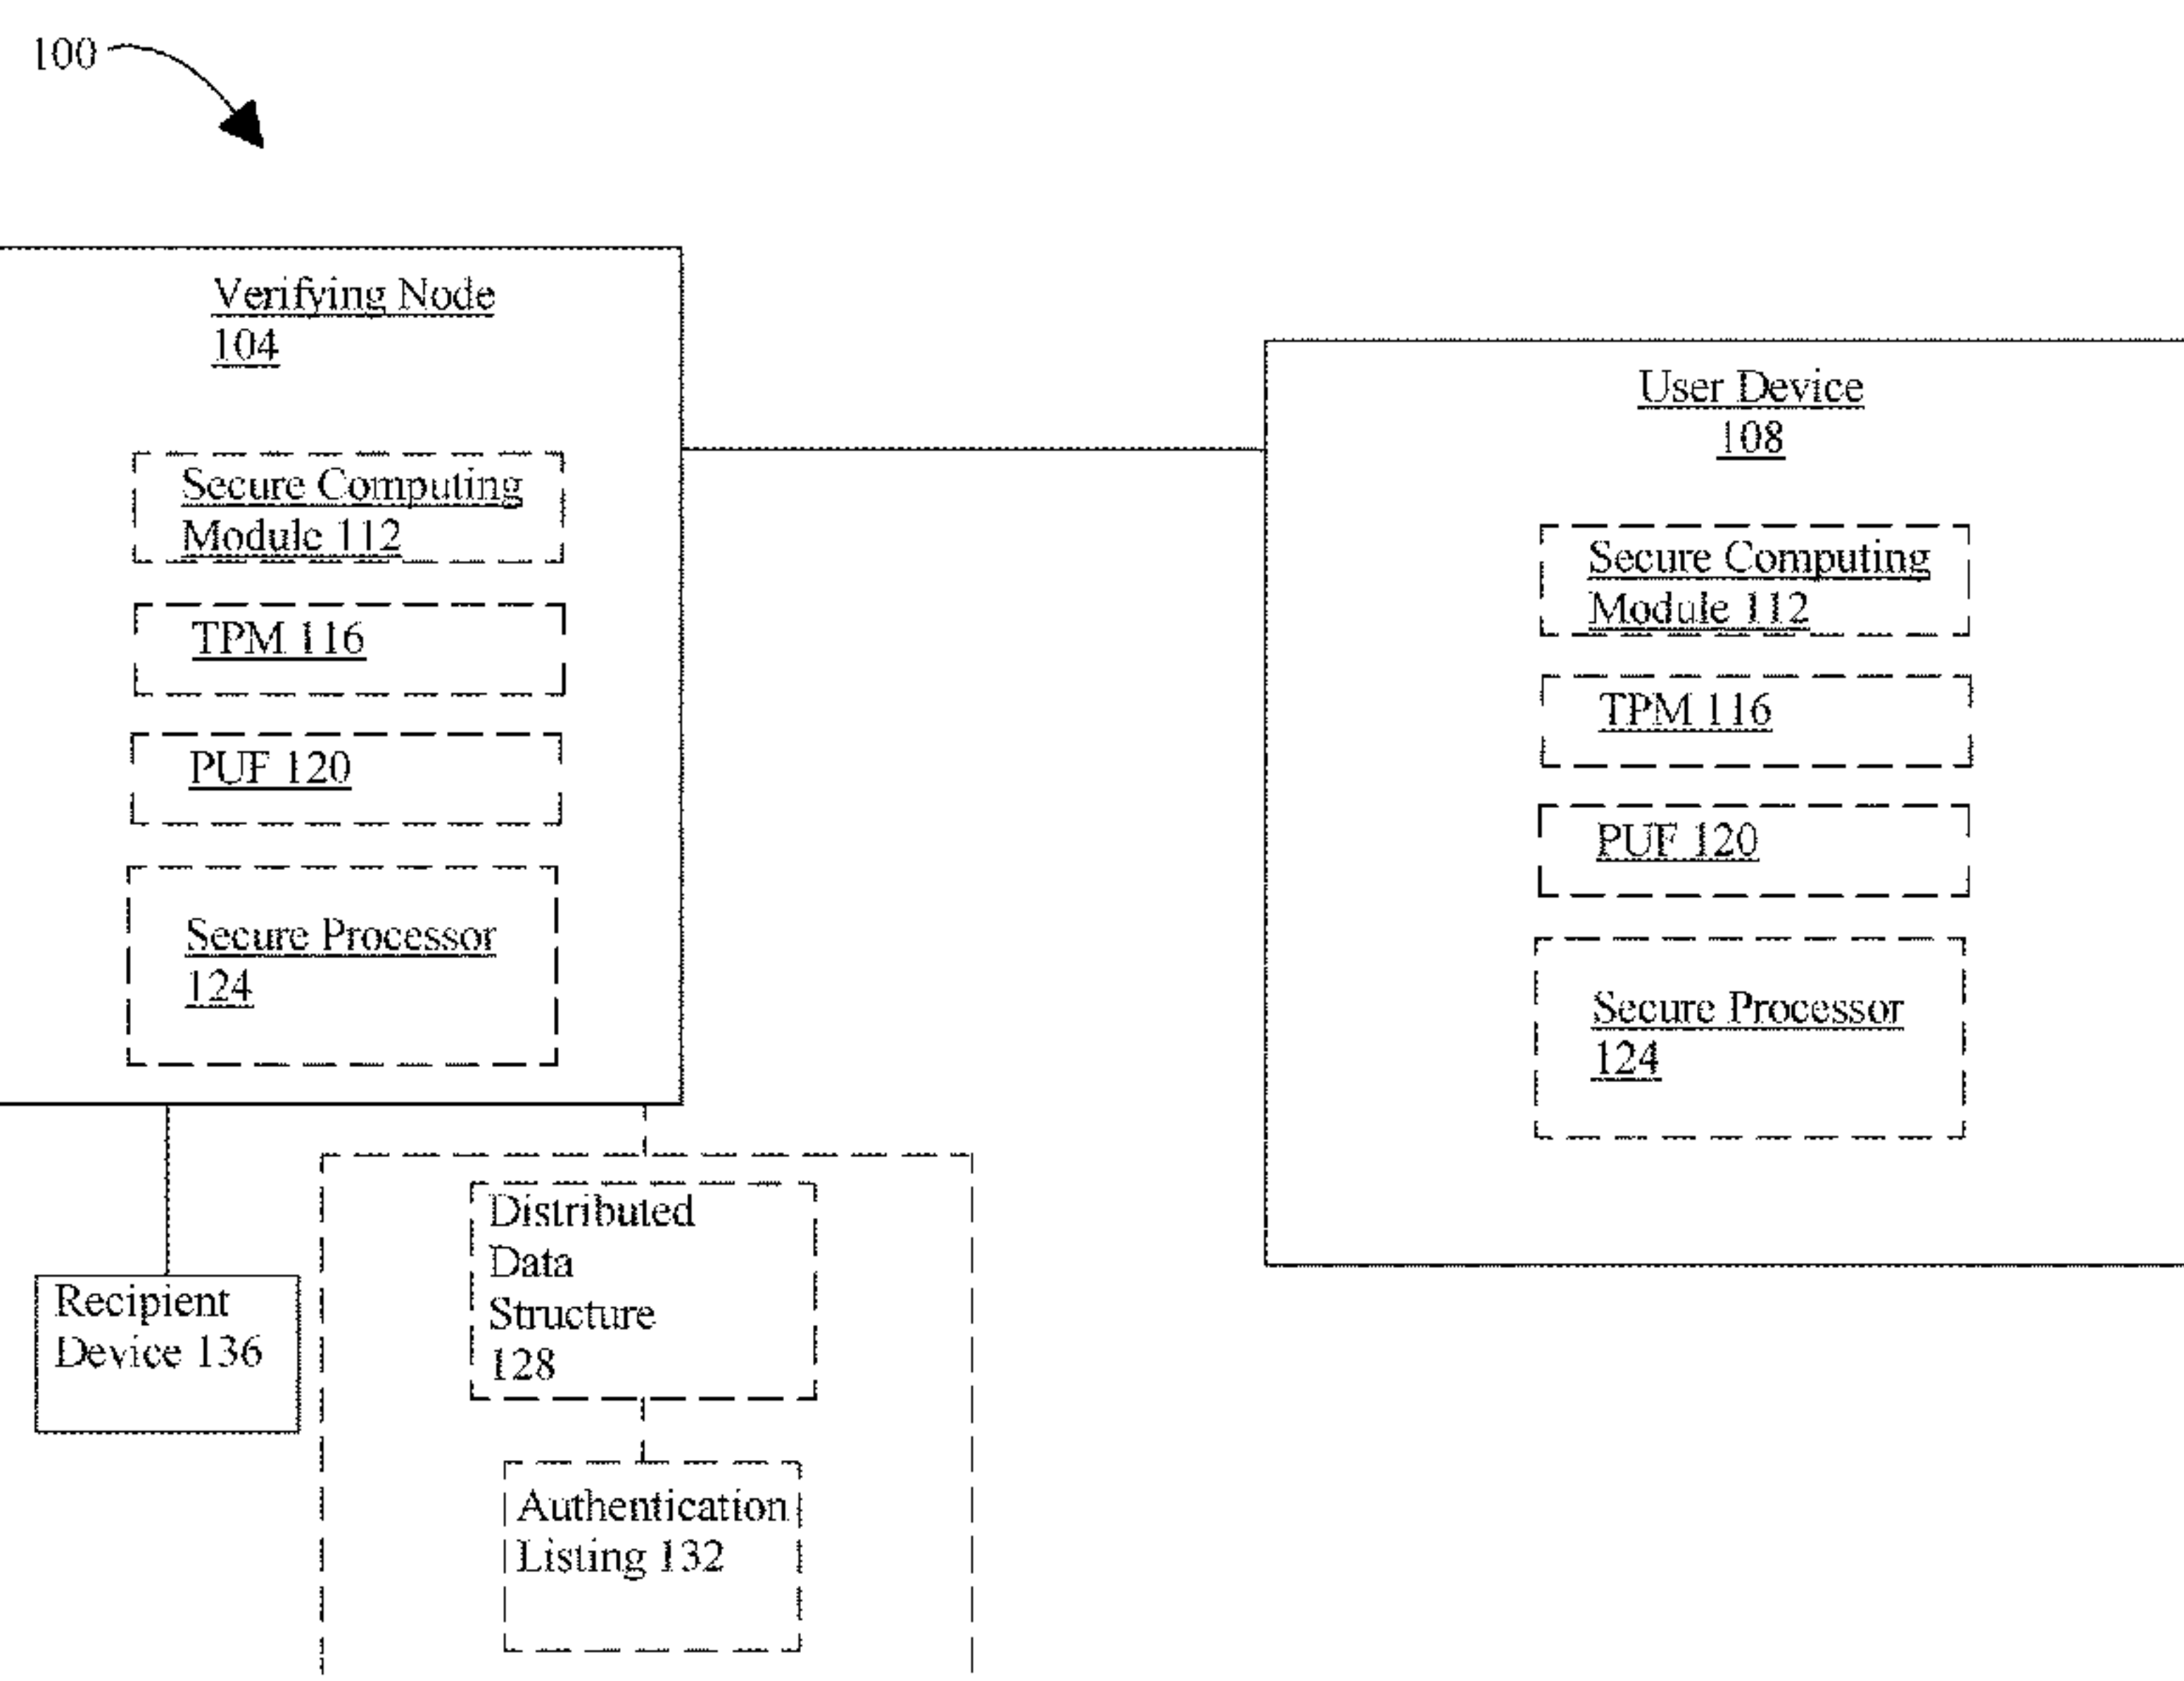 100
Verifying Node
104
Secure Computing
Module 112
TPM 116
PUF 120
Secure Processor
124
User Device
108
Secure Computing
Module 112
TPM 116
PUF 120
Secure Processor
124
Recipient
Device 136
Distributed
Data
Structure
128
Authentication
Listing 132